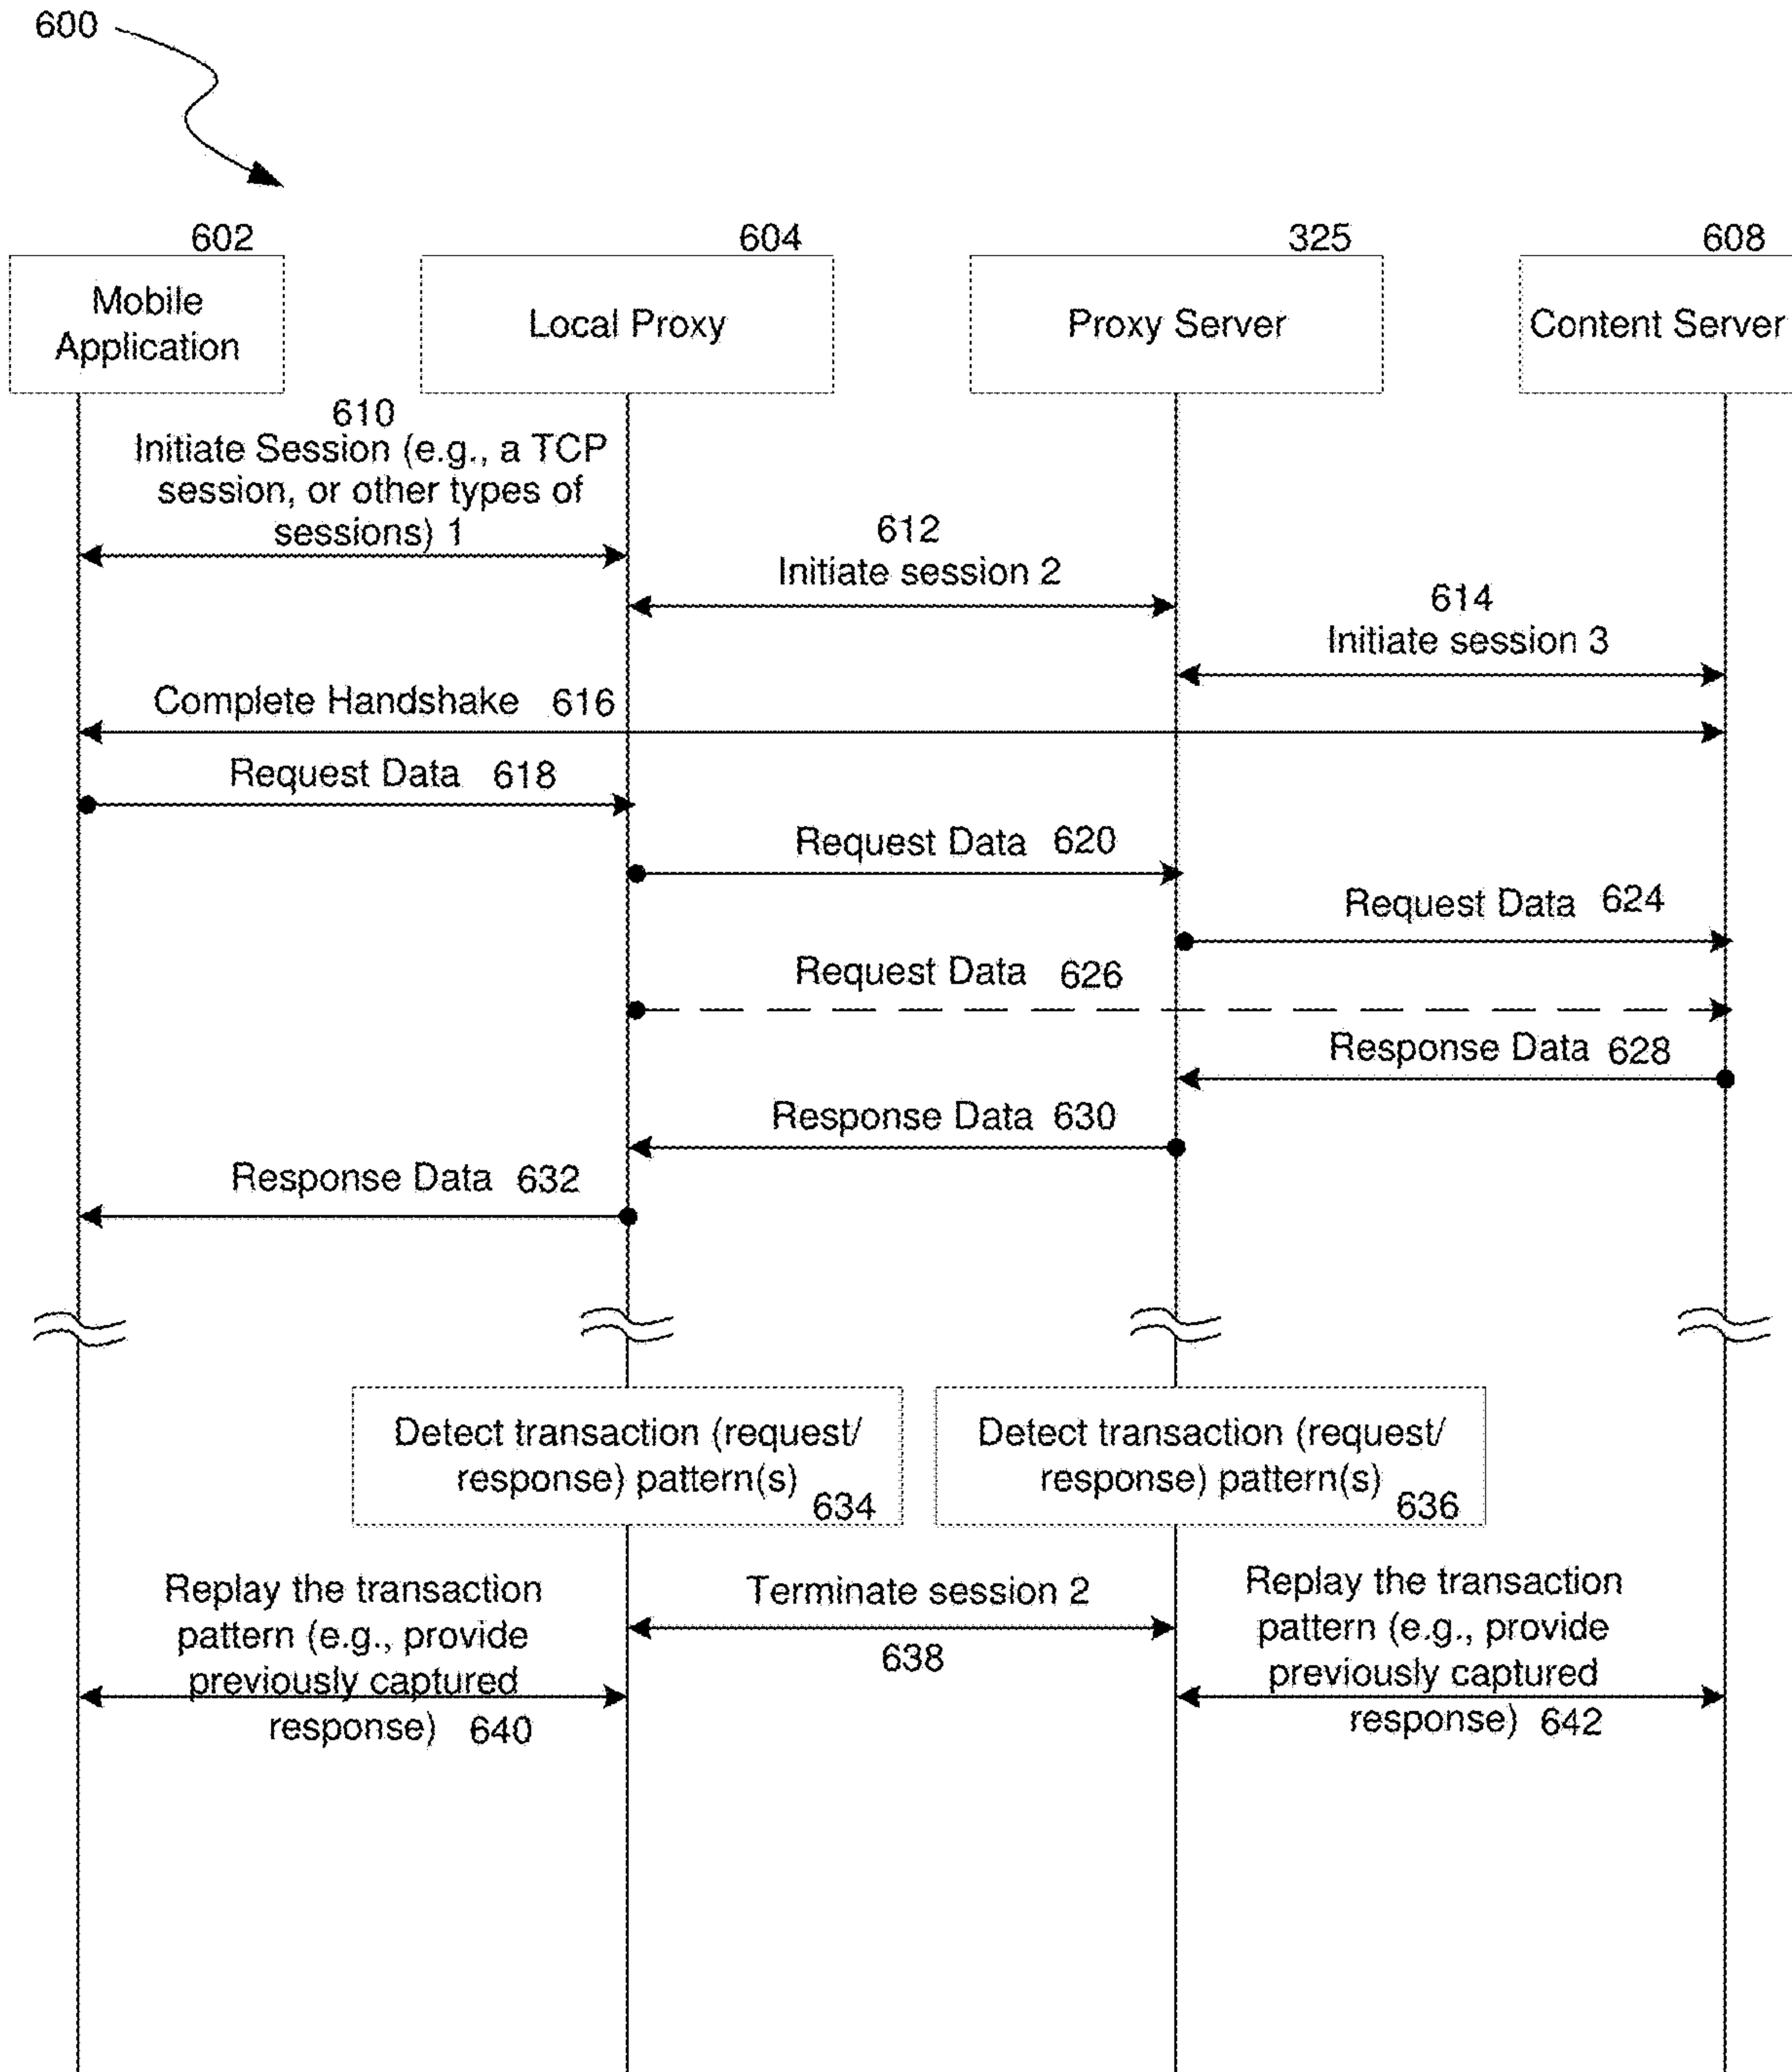 600
602
604
325
608
Mobile
Application
Local Proxy
Proxy Server
Content Server
610
Initiate Session (e.g., a TCP
session, or other types of
sessions) 1
612
Initiate session 2
614
Initiate session 3
Complete Handshake 616
Request Data 618
Request Data 620
Request Data 624
Request Data 626
Response Data 628
Response Data 630
Response Data 632
Detect transaction (request/
response) pattern(s)
634
Detect transaction (request/
response) pattern(s)
636
Replay the transaction
pattern (e.g., provide
previously captured
response) 640
Terminate session 2
638
Replay the transaction
pattern (e.g., provide
previously captured
response) 642